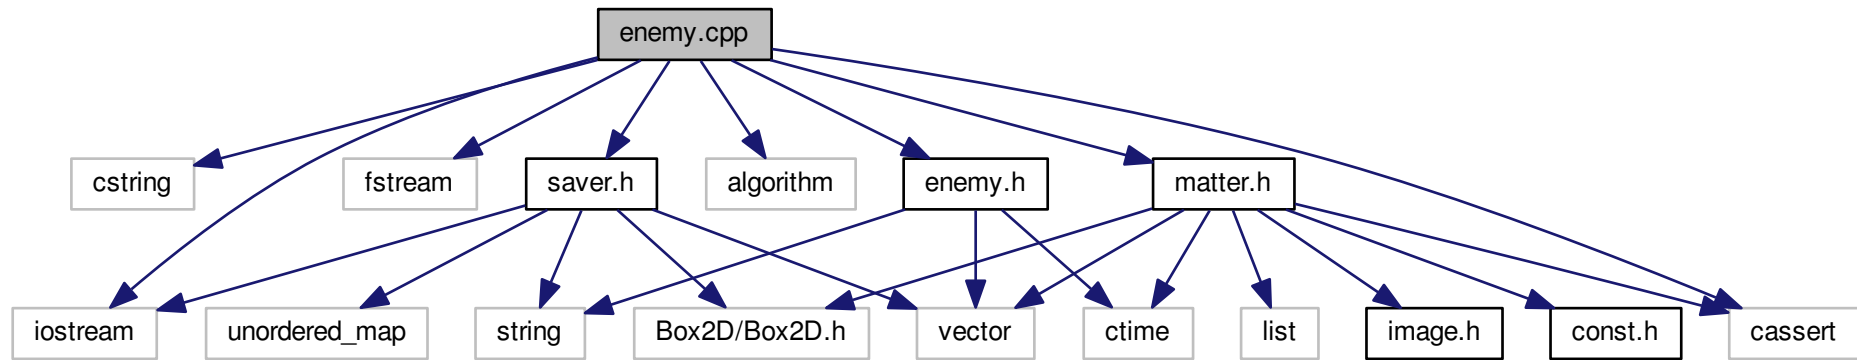 enemy.cpp
cstring
fstream
saver.h
algorithm
enemy.h
matter.h
iostream
unordered_map
string
Box2D/Box2D.h
vector
ctime
list
image.h
const.h
cassert